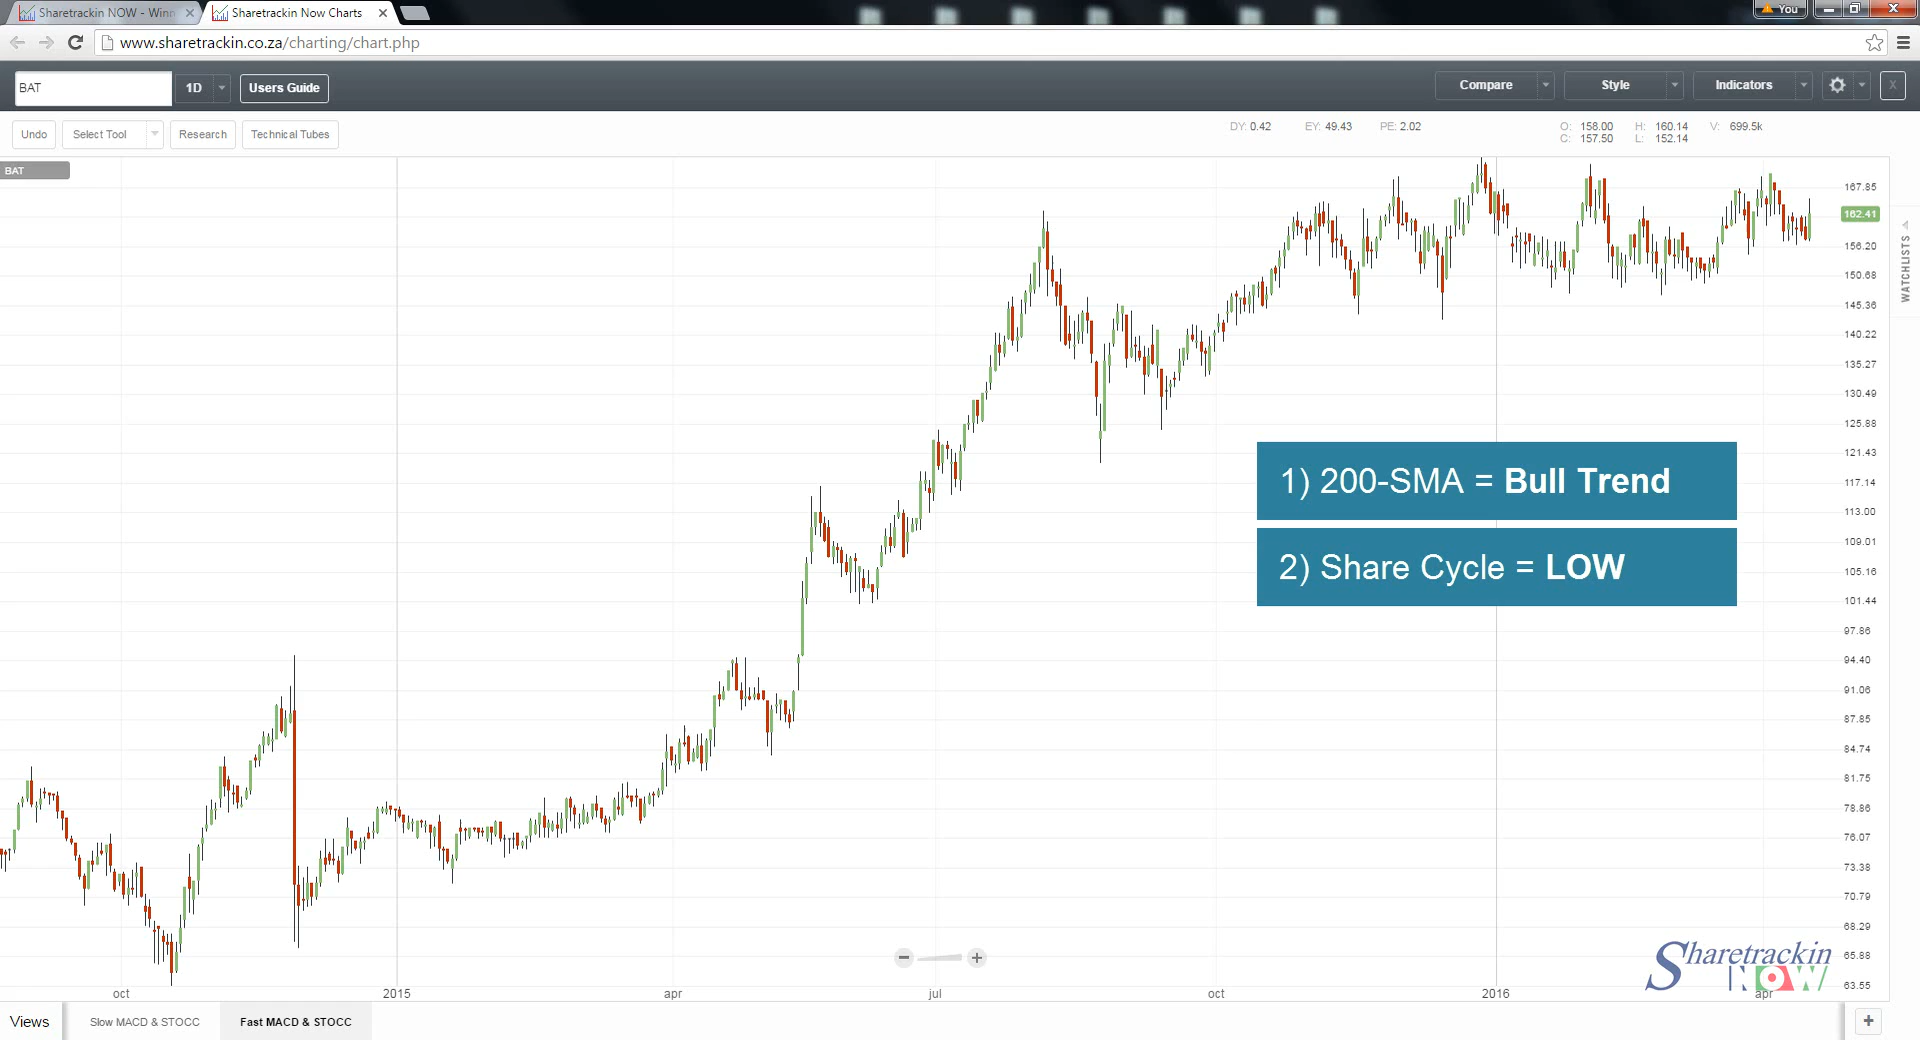 Sharetrackin NOW - Winn
Sharetrackin Now Charts
You
www.sharetrackin.co.za/charting/chart.php
BAT
1D
Users Guide
Compare
Style
Indicators
X
Undo
Select Tool
Research
Technical Tubes
DY: 0.42
EY: 49.43
PE: 2.02
O: 158.00
H: 160.14
V: 699.5k
C: 157.50
L: 152.14
BAT
167.85
162.41
156.20
150.68
145.36
140.22
135.27
130.49
125.88
121.43
117.14
113.00
109.01
105.16
101.44
97.86
94.40
91.06
87.85
84.74
81.75
78.86
76.07
73.38
70.79
68.29
65.88
63.55
WATCHLISTS
1) 200-SMA = Bull Trend
2) Share Cycle = LOW
Sharetrackin
NOW
oct
2015
apr
jul
oct
2016
apr
Views
Slow MACD & STOCC
Fast MACD & STOCC